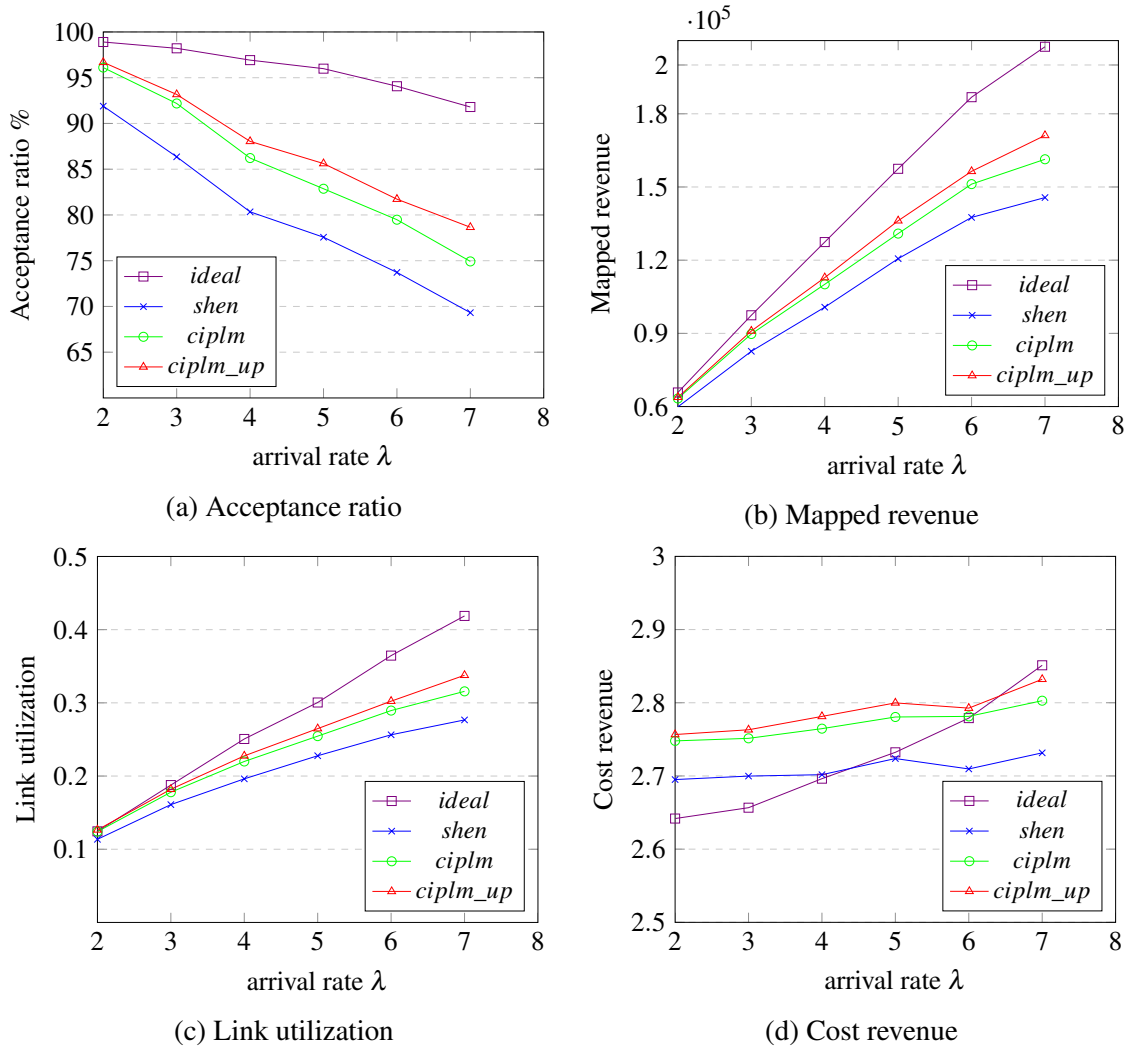 100
95
90
85
80
75
70
65
2 3 4 5 6 7 8
Acceptance ratio %
arrival rate λ
ideal
shen
ciplm
ciplm_up
(a) Acceptance ratio
·10⁵
2
1.8
1.5
1.2
0.9
0.6
2 3 4 5 6 7 8
Mapped revenue
arrival rate λ
ideal
shen
ciplm
ciplm_up
(b) Mapped revenue
0.5
0.4
0.3
0.2
0.1
2 3 4 5 6 7 8
Link utilization
arrival rate λ
ideal
shen
ciplm
ciplm_up
(c) Link utilization
3
2.9
2.8
2.7
2.6
2.5
2 3 4 5 6 7 8
Cost revenue
arrival rate λ
ideal
shen
ciplm
ciplm_up
(d) Cost revenue